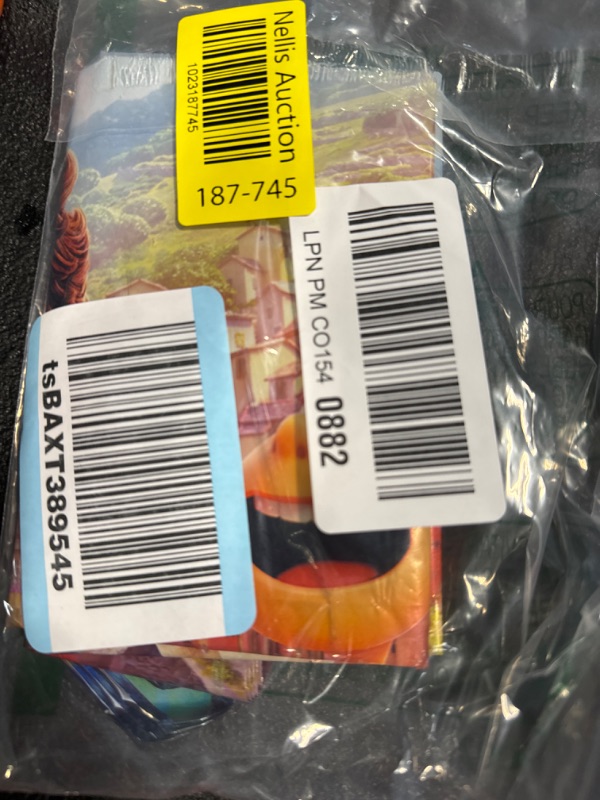 Nellis Auction
1023187745
187-745
LPN PM CO154 0882
tsBAXT389545